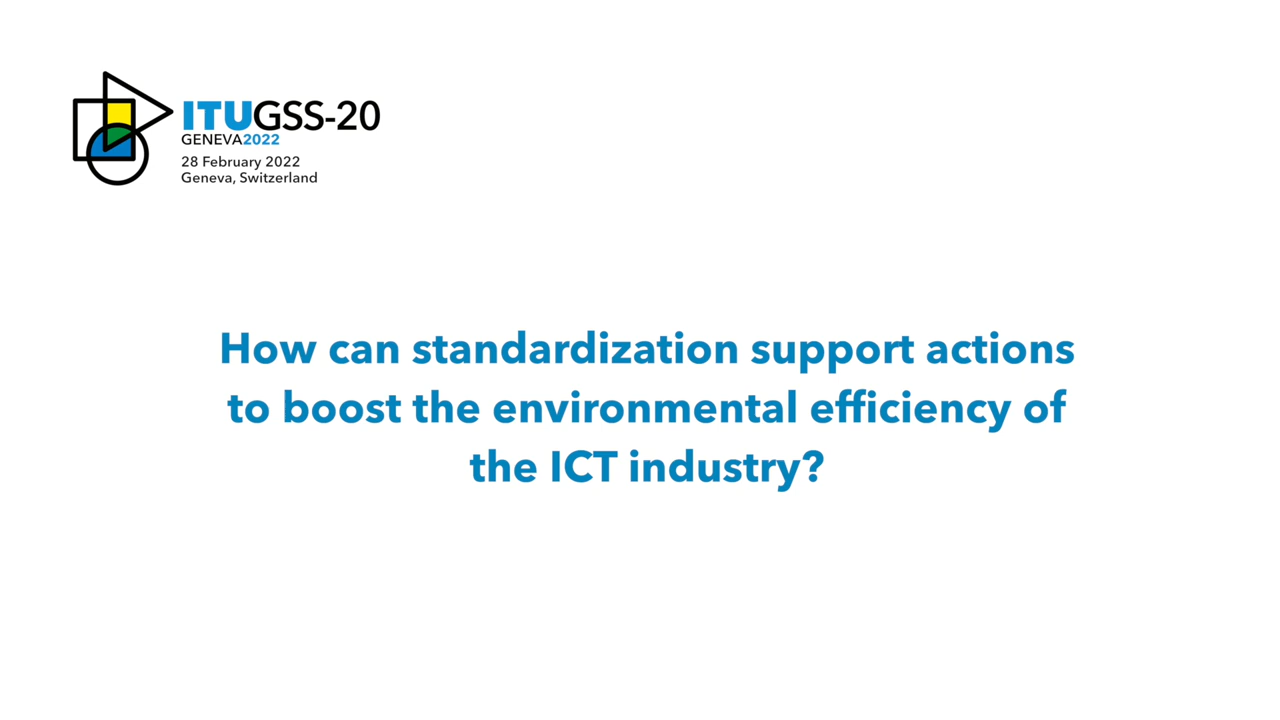 ITUGSS-20
GENEVA2022
28 February 2022
Geneva, Switzerland
How can standardization support actions
to boost the environmental efficiency of
the ICT industry?